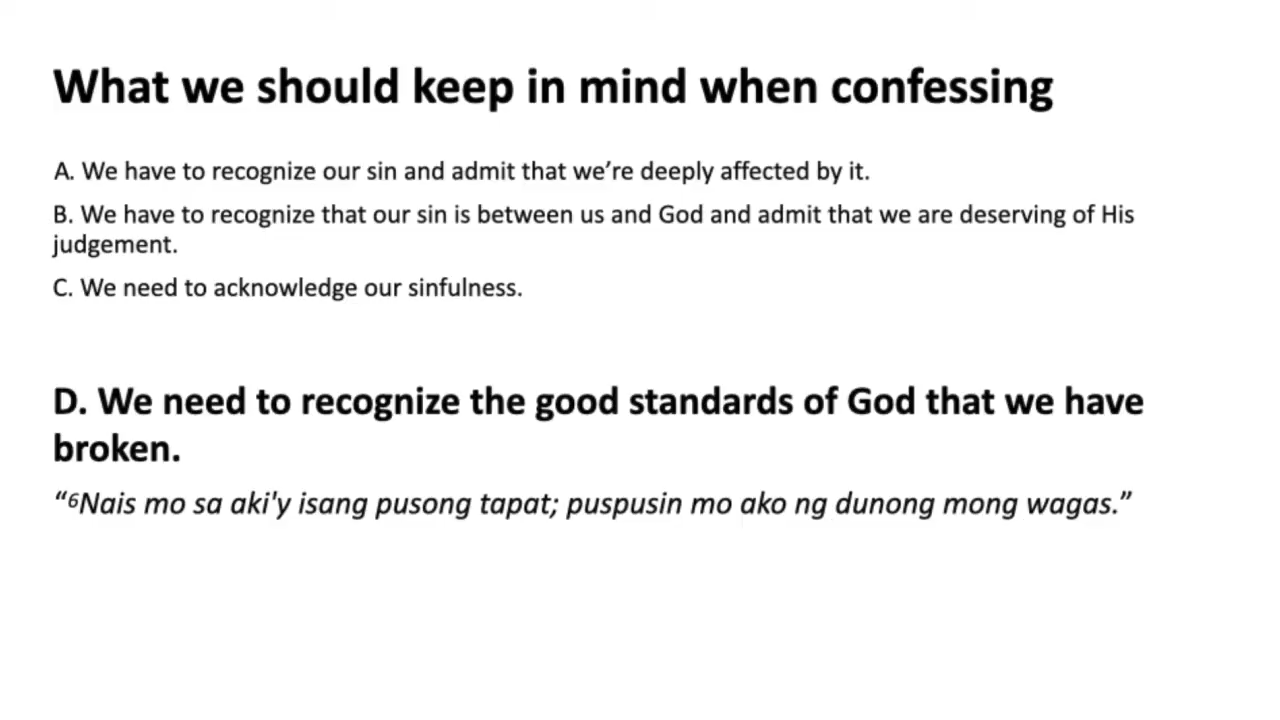 What we should keep in mind when confessing
A. We have to recognize our sin and admit that we’re deeply affected by it.
B. We have to recognize that our sin is between us and God and admit that we are deserving of His
judgement.
C. We need to acknowledge our sinfulness.
D. We need to recognize the good standards of God that we have
broken.
“⁶Nais mo sa aki'y isang pusong tapat; puspusin mo ako ng dunong mong wagas.”